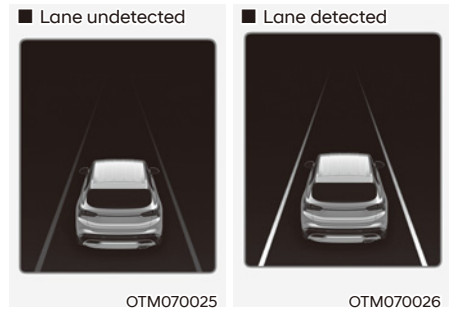 ■ Lane undetected
OTM070025
■ Lane detected
OTM070026